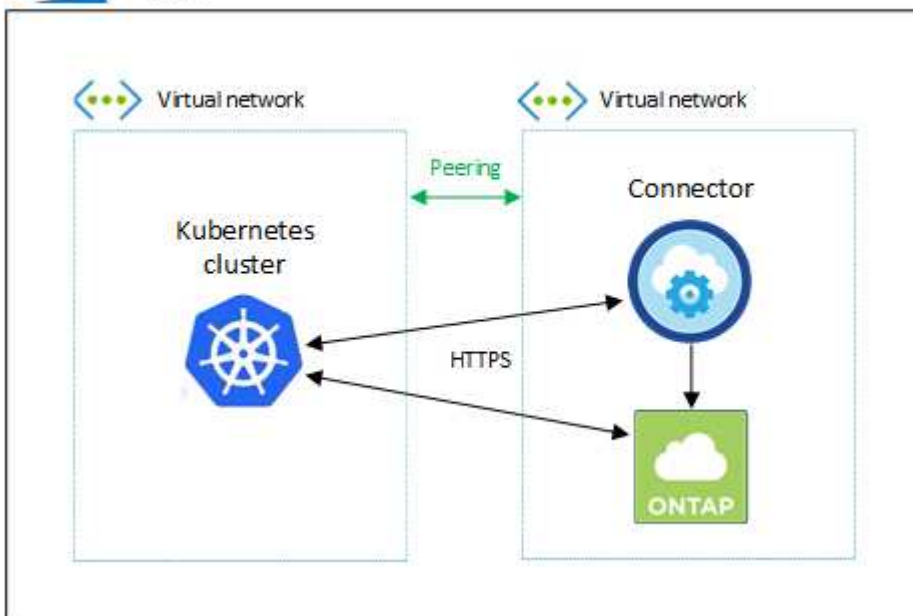 Virtual network
Virtual network
Peering
Connector
Kubernetes
cluster
HTTPS
ONTAP